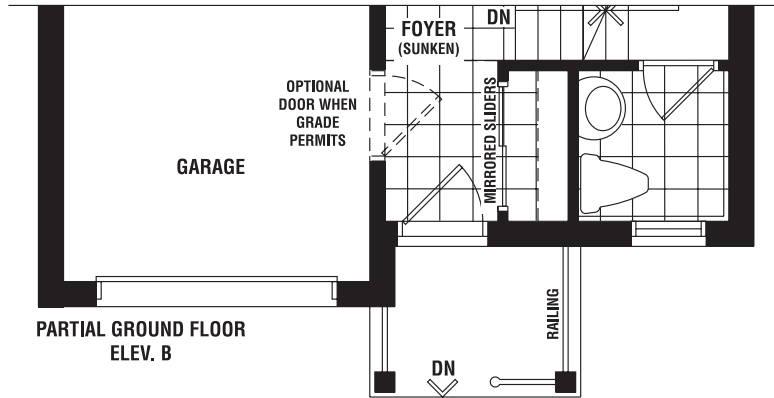 DN
FOYER
(SUNKEN)
OPTIONAL
DOOR WHEN
GRADE
PERMITS
MIRRORED SLIDERS
GARAGE
PARTIAL GROUND FLOOR
ELEV. B
RAILING
DN